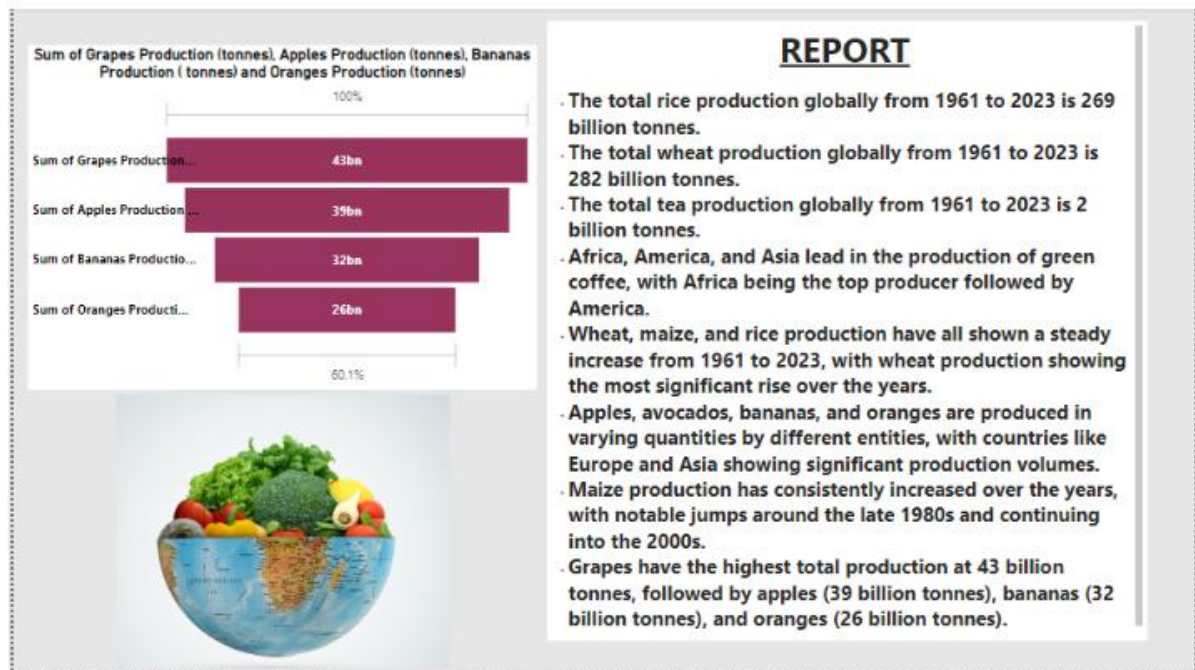 Sum of Grapes Production (tonnes), Apples Production (tonnes), Bananas
Production ( tonnes) and Oranges Production (tonnes)
100%
Sum of Grapes Production...
43bn
Sum of Apples Production ...
39bn
Sum of Bananas Productio...
32bn
Sum of Oranges Producti...
26bn
60.1%
REPORT
The total rice production globally from 1961 to 2023 is 269
billion tonnes.
The total wheat production globally from 1961 to 2023 is
282 billion tonnes.
The total tea production globally from 1961 to 2023 is 2
billion tonnes.
Africa, America, and Asia lead in the production of green
coffee, with Africa being the top producer followed by
America.
Wheat, maize, and rice production have all shown a steady
increase from 1961 to 2023, with wheat production showing
the most significant rise over the years.
Apples, avocados, bananas, and oranges are produced in
varying quantities by different entities, with countries like
Europe and Asia showing significant production volumes.
Maize production has consistently increased over the years,
with notable jumps around the late 1980s and continuing
into the 2000s.
Grapes have the highest total production at 43 billion
tonnes, followed by apples (39 billion tonnes), bananas (32
billion tonnes), and oranges (26 billion tonnes).